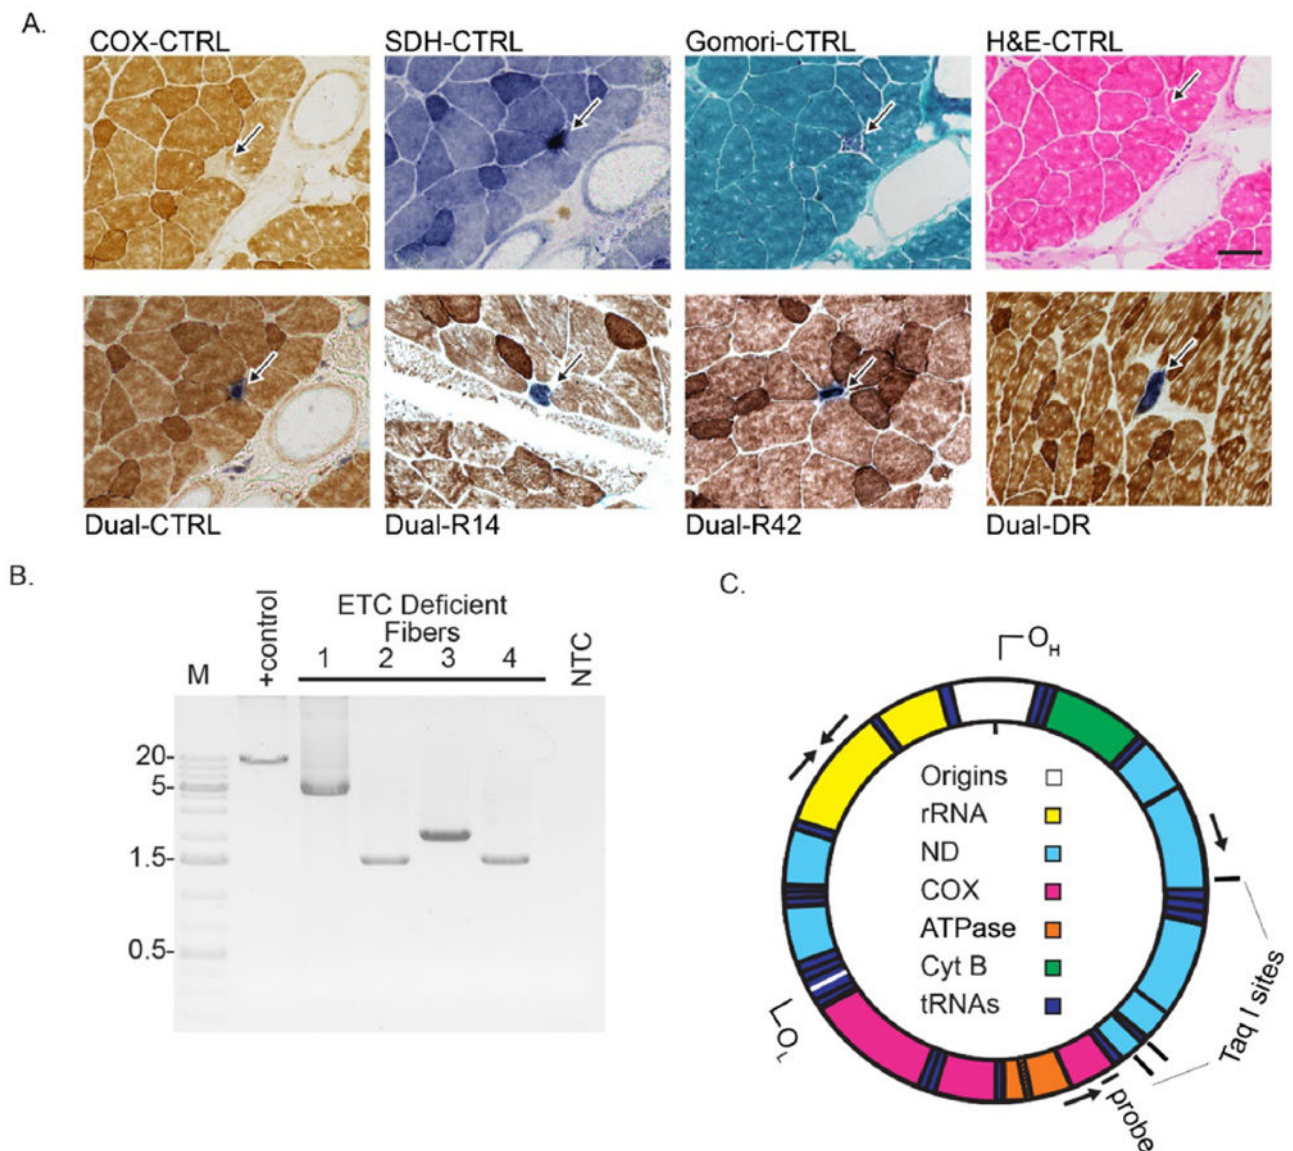 A.
COX-CTRL
SDH-CTRL
Gomori-CTRL
H&E-CTRL
Dual-CTRL
Dual-R14
Dual-R42
Dual-DR
B.
M
+control
ETC Deficient
Fibers
1 2 3 4
NTC
20-
5-
1.5-
0.5-
C.
OH
Origins
rRNA
ND
COX
ATPase
Cyt B
tRNAs
OL
Taq I sites
probe